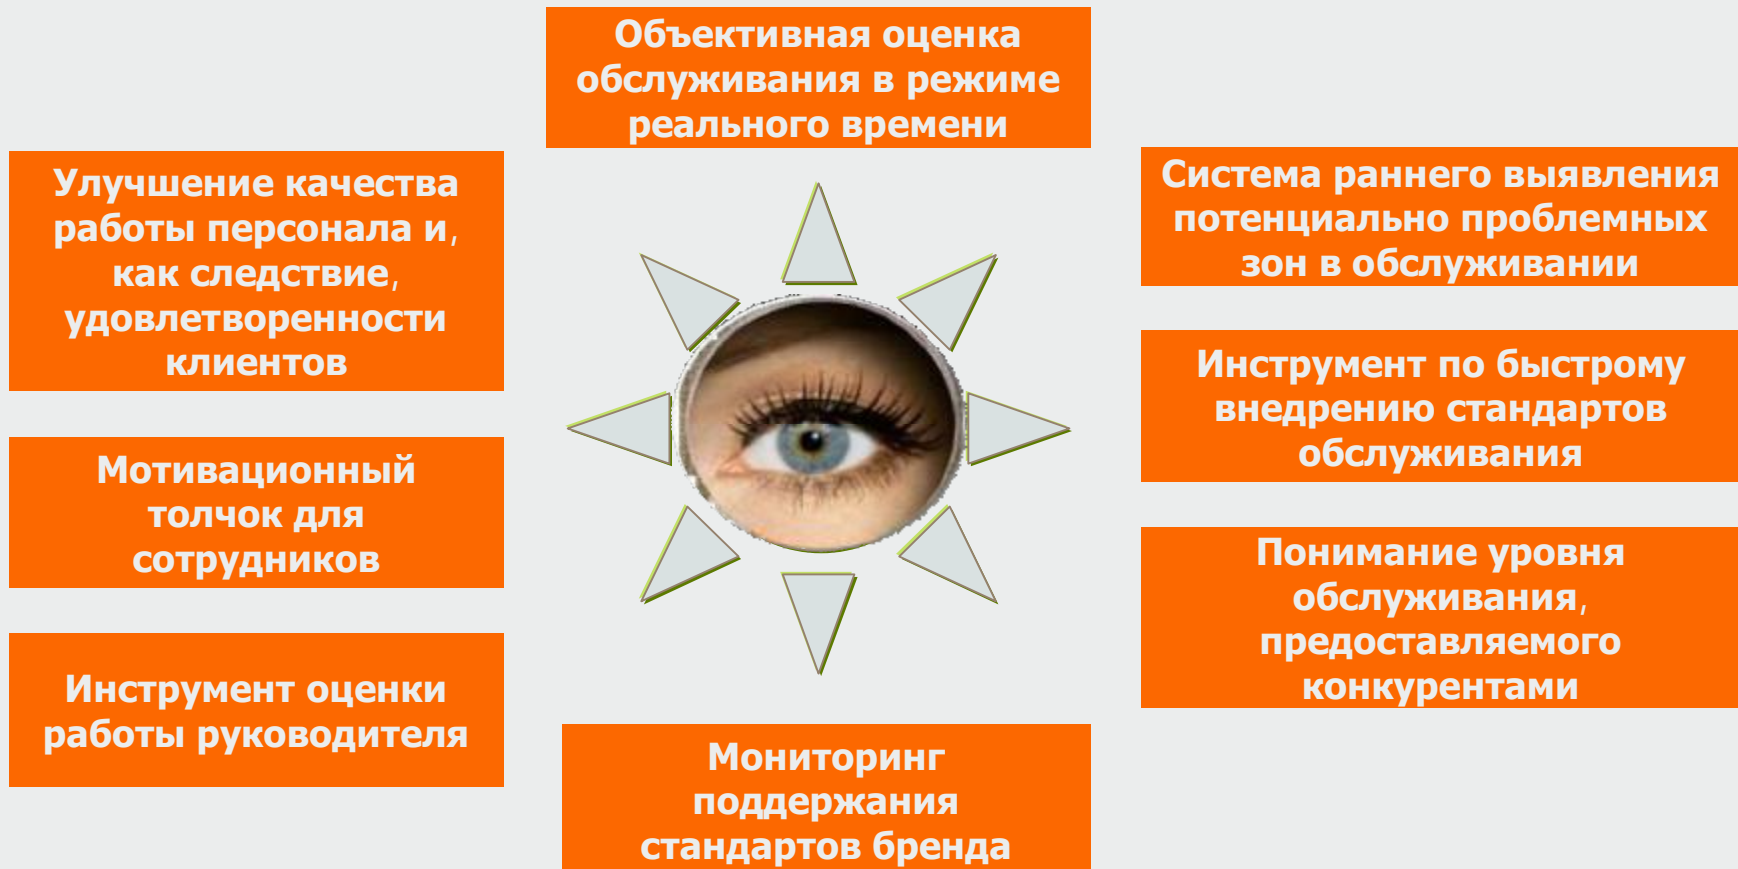 Объективная оценка
обслуживания в режиме
реального времени
Улучшение качества
работы персонала и,
как следствие,
удовлетворенности
клиентов
Мотивационный
толчок для
сотрудников
Инструмент оценки
работы руководителя
Система раннего выявления
потенциально проблемных
зон в обслуживании
Инструмент по быстрому
внедрению стандартов
обслуживания
Понимание уровня
обслуживания,
предоставляемого
конкурентами
Мониторинг
поддержания
стандартов бренда